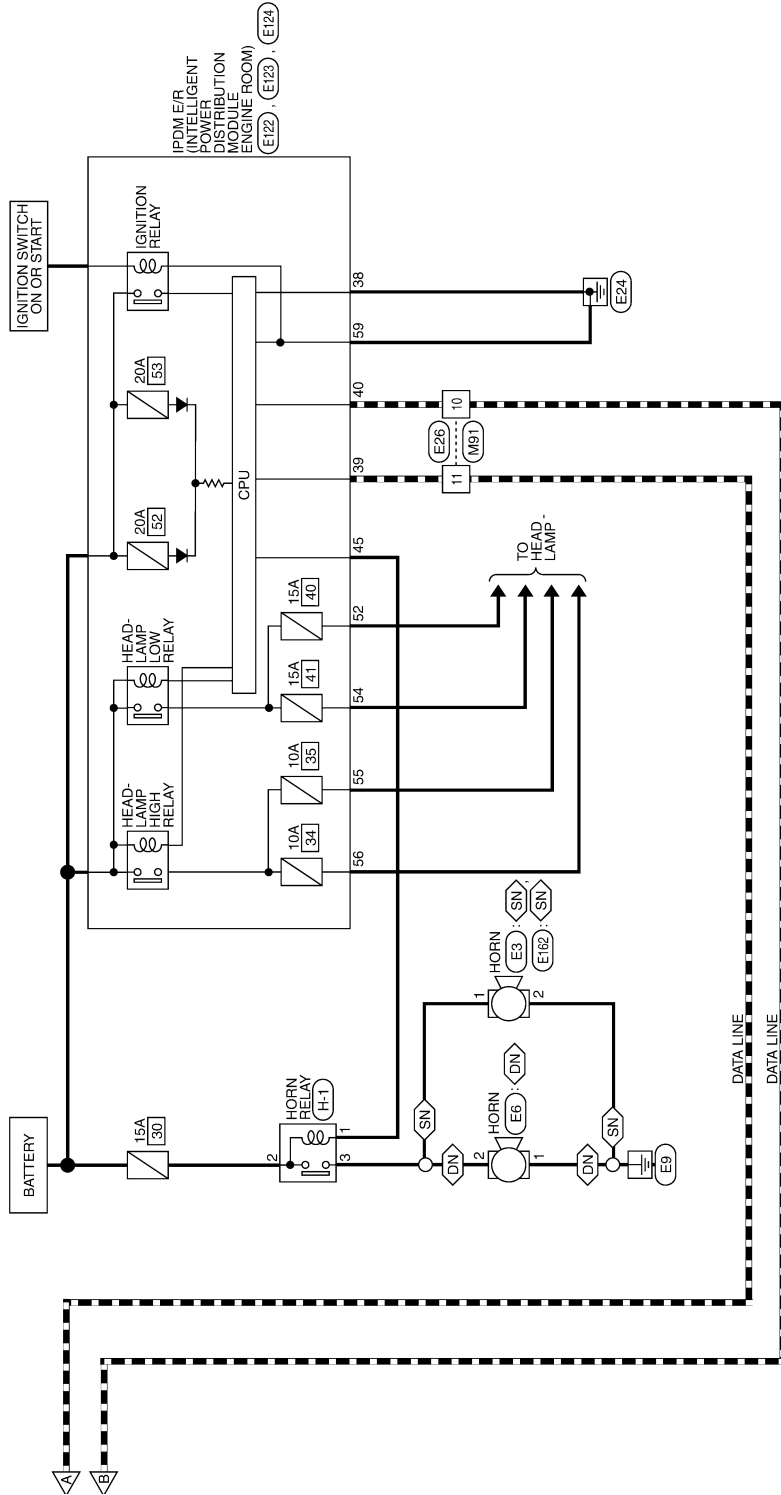 BATTERY
IGNITION SWITCH
ON OR START
15A
30
HORN
RELAY
H-1
2
1
3
HEAD-
LAMP
HIGH
RELAY
HEAD-
LAMP
LOW
RELAY
20A
52
20A
53
IGNITION
RELAY
IPDM E/R
(INTELLIGENT
POWER
DISTRIBUTION
MODULE
ENGINE ROOM)
E122 , E123 , E124
CPU
10A
34
10A
35
15A
41
15A
40
56
55
54
52
45
39
40
59
38
SN
DN
HORN
E6 : DN
2
1
HORN
E3 : SN ,
E162 : SN
1
2
DN
SN
E9
TO
HEAD-
LAMP
11
10
E26
M91
E24
DATA LINE
DATA LINE
A
B